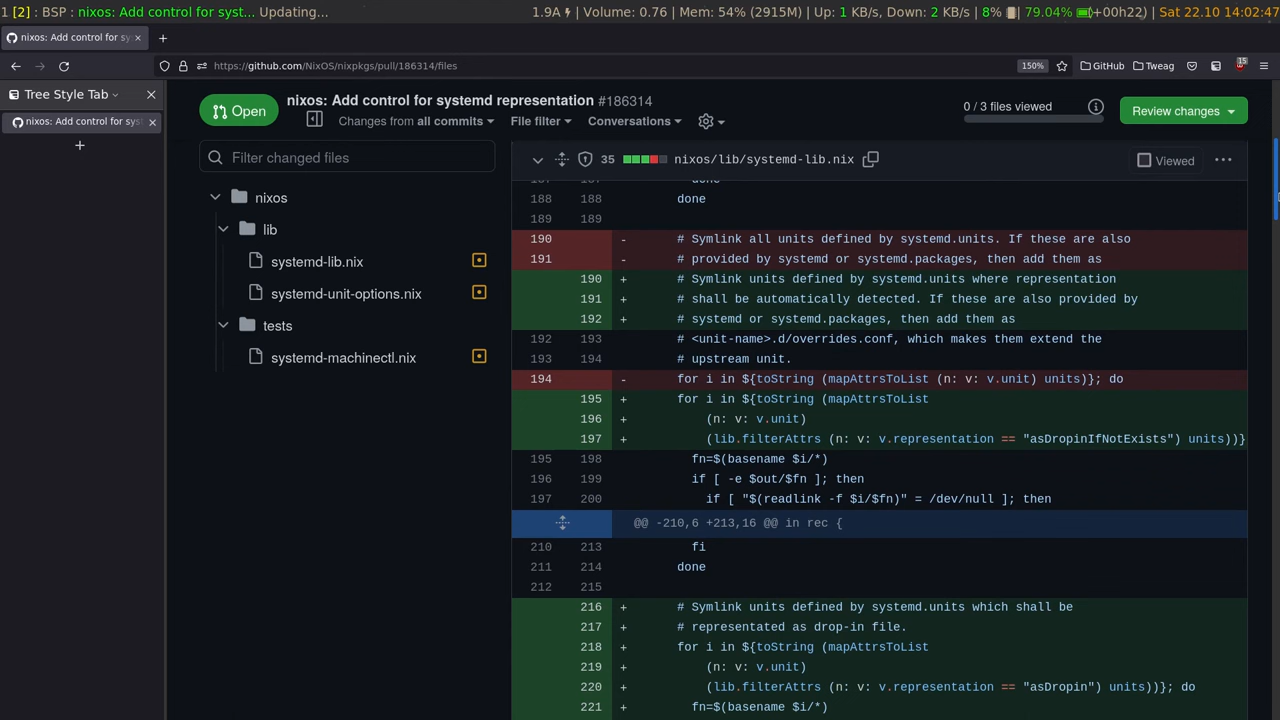 1 [2] : BSP : nixos: Add control for syst... Updating... 1.9A | Volume: 0.76 | Mem: 54% (2915M) | Up: 1 KB/s, Down: 2 KB/s | 8% | 79.04% +00h22) | Sat 22.10 14:02:47
nixos: Add control for sy
https://github.com/NixOS/nixpkgs/pull/186314/files 150% GitHub Tweag 15
Tree Style Tab
nixos: Add control for syst
Open
nixos: Add control for systemd representation #186314
Changes from all commits File filter Conversations
0 / 3 files viewed
Review changes
Filter changed files
nixos
lib
systemd-lib.nix
systemd-unit-options.nix
tests
systemd-machinectl.nix
35 nixos/lib/systemd-lib.nix Viewed
187 187 done
188 188 done
189 189
190 - # Symlink all units defined by systemd.units. If these are also
191 - # provided by systemd or systemd.packages, then add them as
190 + # Symlink units defined by systemd.units where representation
191 + # shall be automatically detected. If these are also provided by
192 + # systemd or systemd.packages, then add them as
192 193 # <unit-name>.d/overrides.conf, which makes them extend the
193 194 # upstream unit.
194 - for i in ${toString (mapAttrsToList (n: v: v.unit) units)}; do
195 + for i in ${toString (mapAttrsToList
196 + (n: v: v.unit)
197 + (lib.filterAttrs (n: v: v.representation == "asDropinIfNotExists") units))}
195 198 fn=$(basename $i/*)
196 199 if [ -e $out/$fn ]; then
197 200 if [ "$(readlink -f $i/$fn)" = /dev/null ]; then
@@ -210,6 +213,16 @@ in rec {
210 213 fi
211 214 done
212 215
216 + # Symlink units defined by systemd.units which shall be
217 + # represented as drop-in file.
218 + for i in ${toString (mapAttrsToList
219 + (n: v: v.unit)
220 + (lib.filterAttrs (n: v: v.representation == "asDropin") units))}; do
221 + fn=$(basename $i/*)